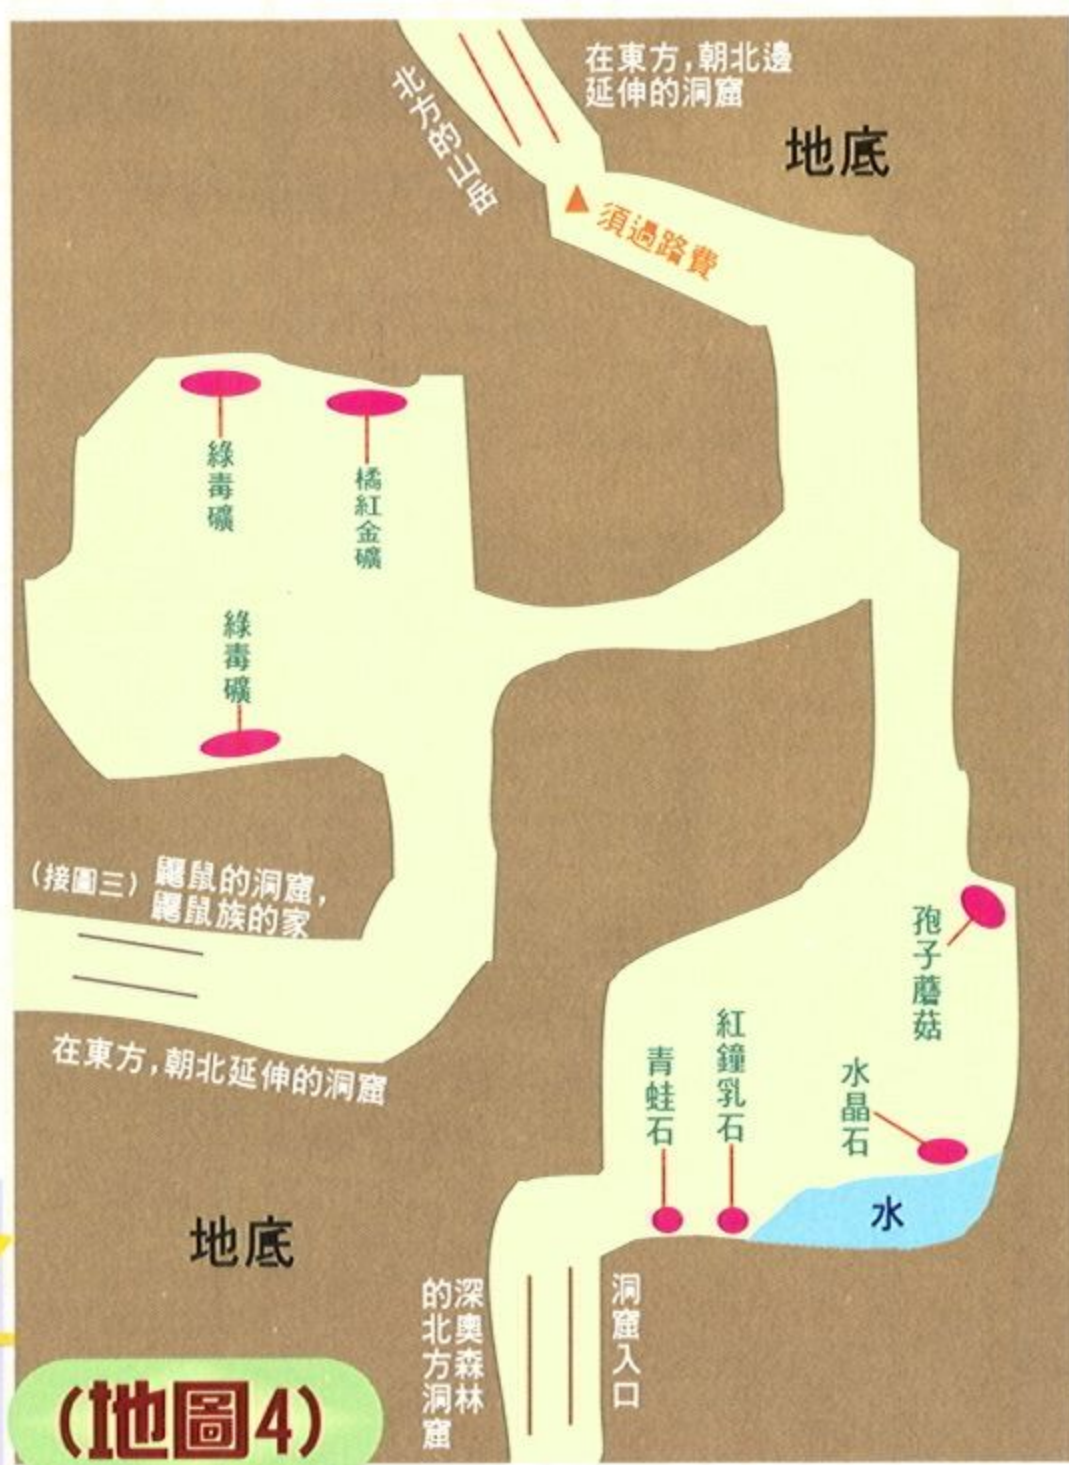 在東方,朝北邊
延伸的洞窟
北方的山岳
地底
須過路費
綠毒礦
橘紅金礦
綠毒礦
(接圖三) 鼴鼠的洞窟,
鼴鼠族的家
在東方,朝北延伸的洞窟
孢子蘑菇
紅鐘乳石
青蛙石
水晶石
水
地底
深奧森林
的北方洞窟
洞窟入口
(地圖4)